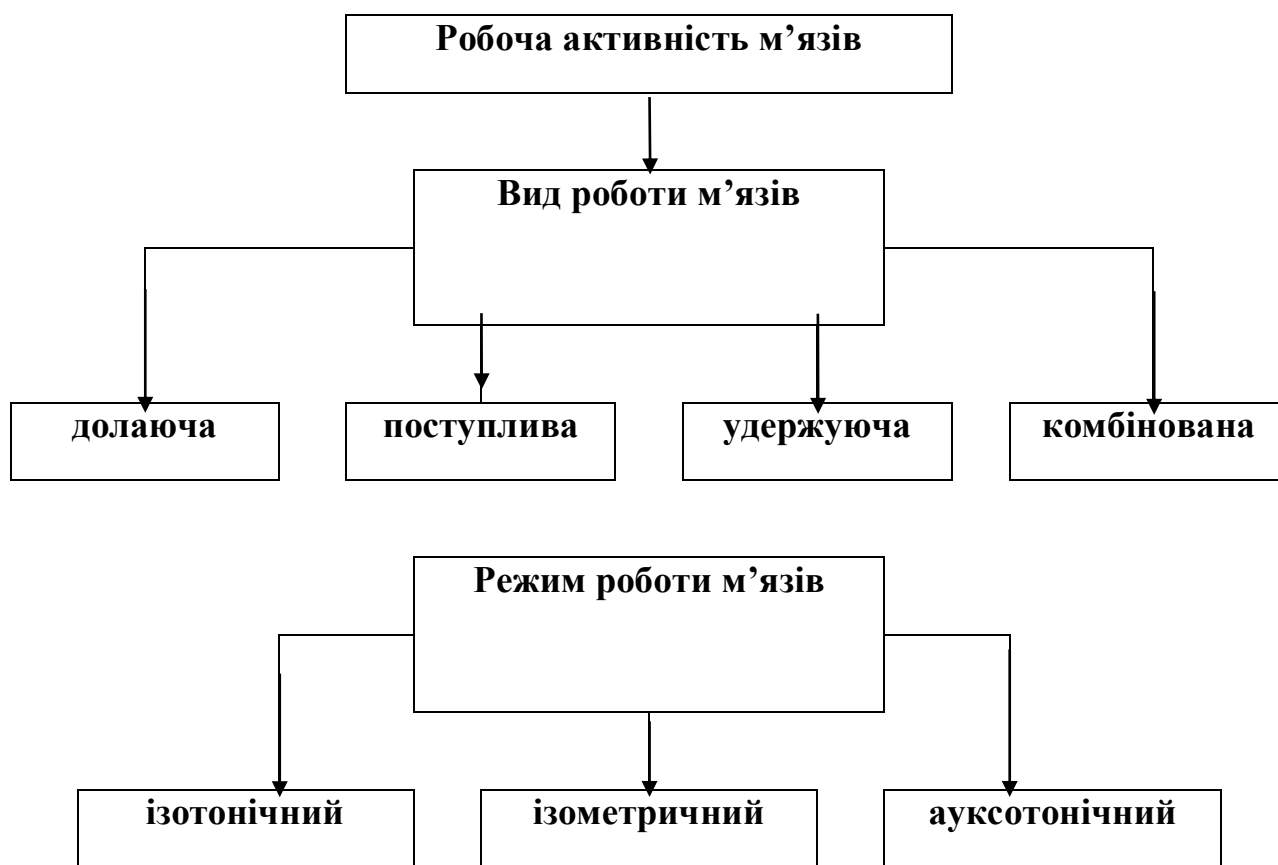 Робоча активність м’язів
Вид роботи м’язів
долаюча
поступлива
удержуюча
комбінована
Режим роботи м’язів
ізотонічний
ізометричний
ауксотонічний